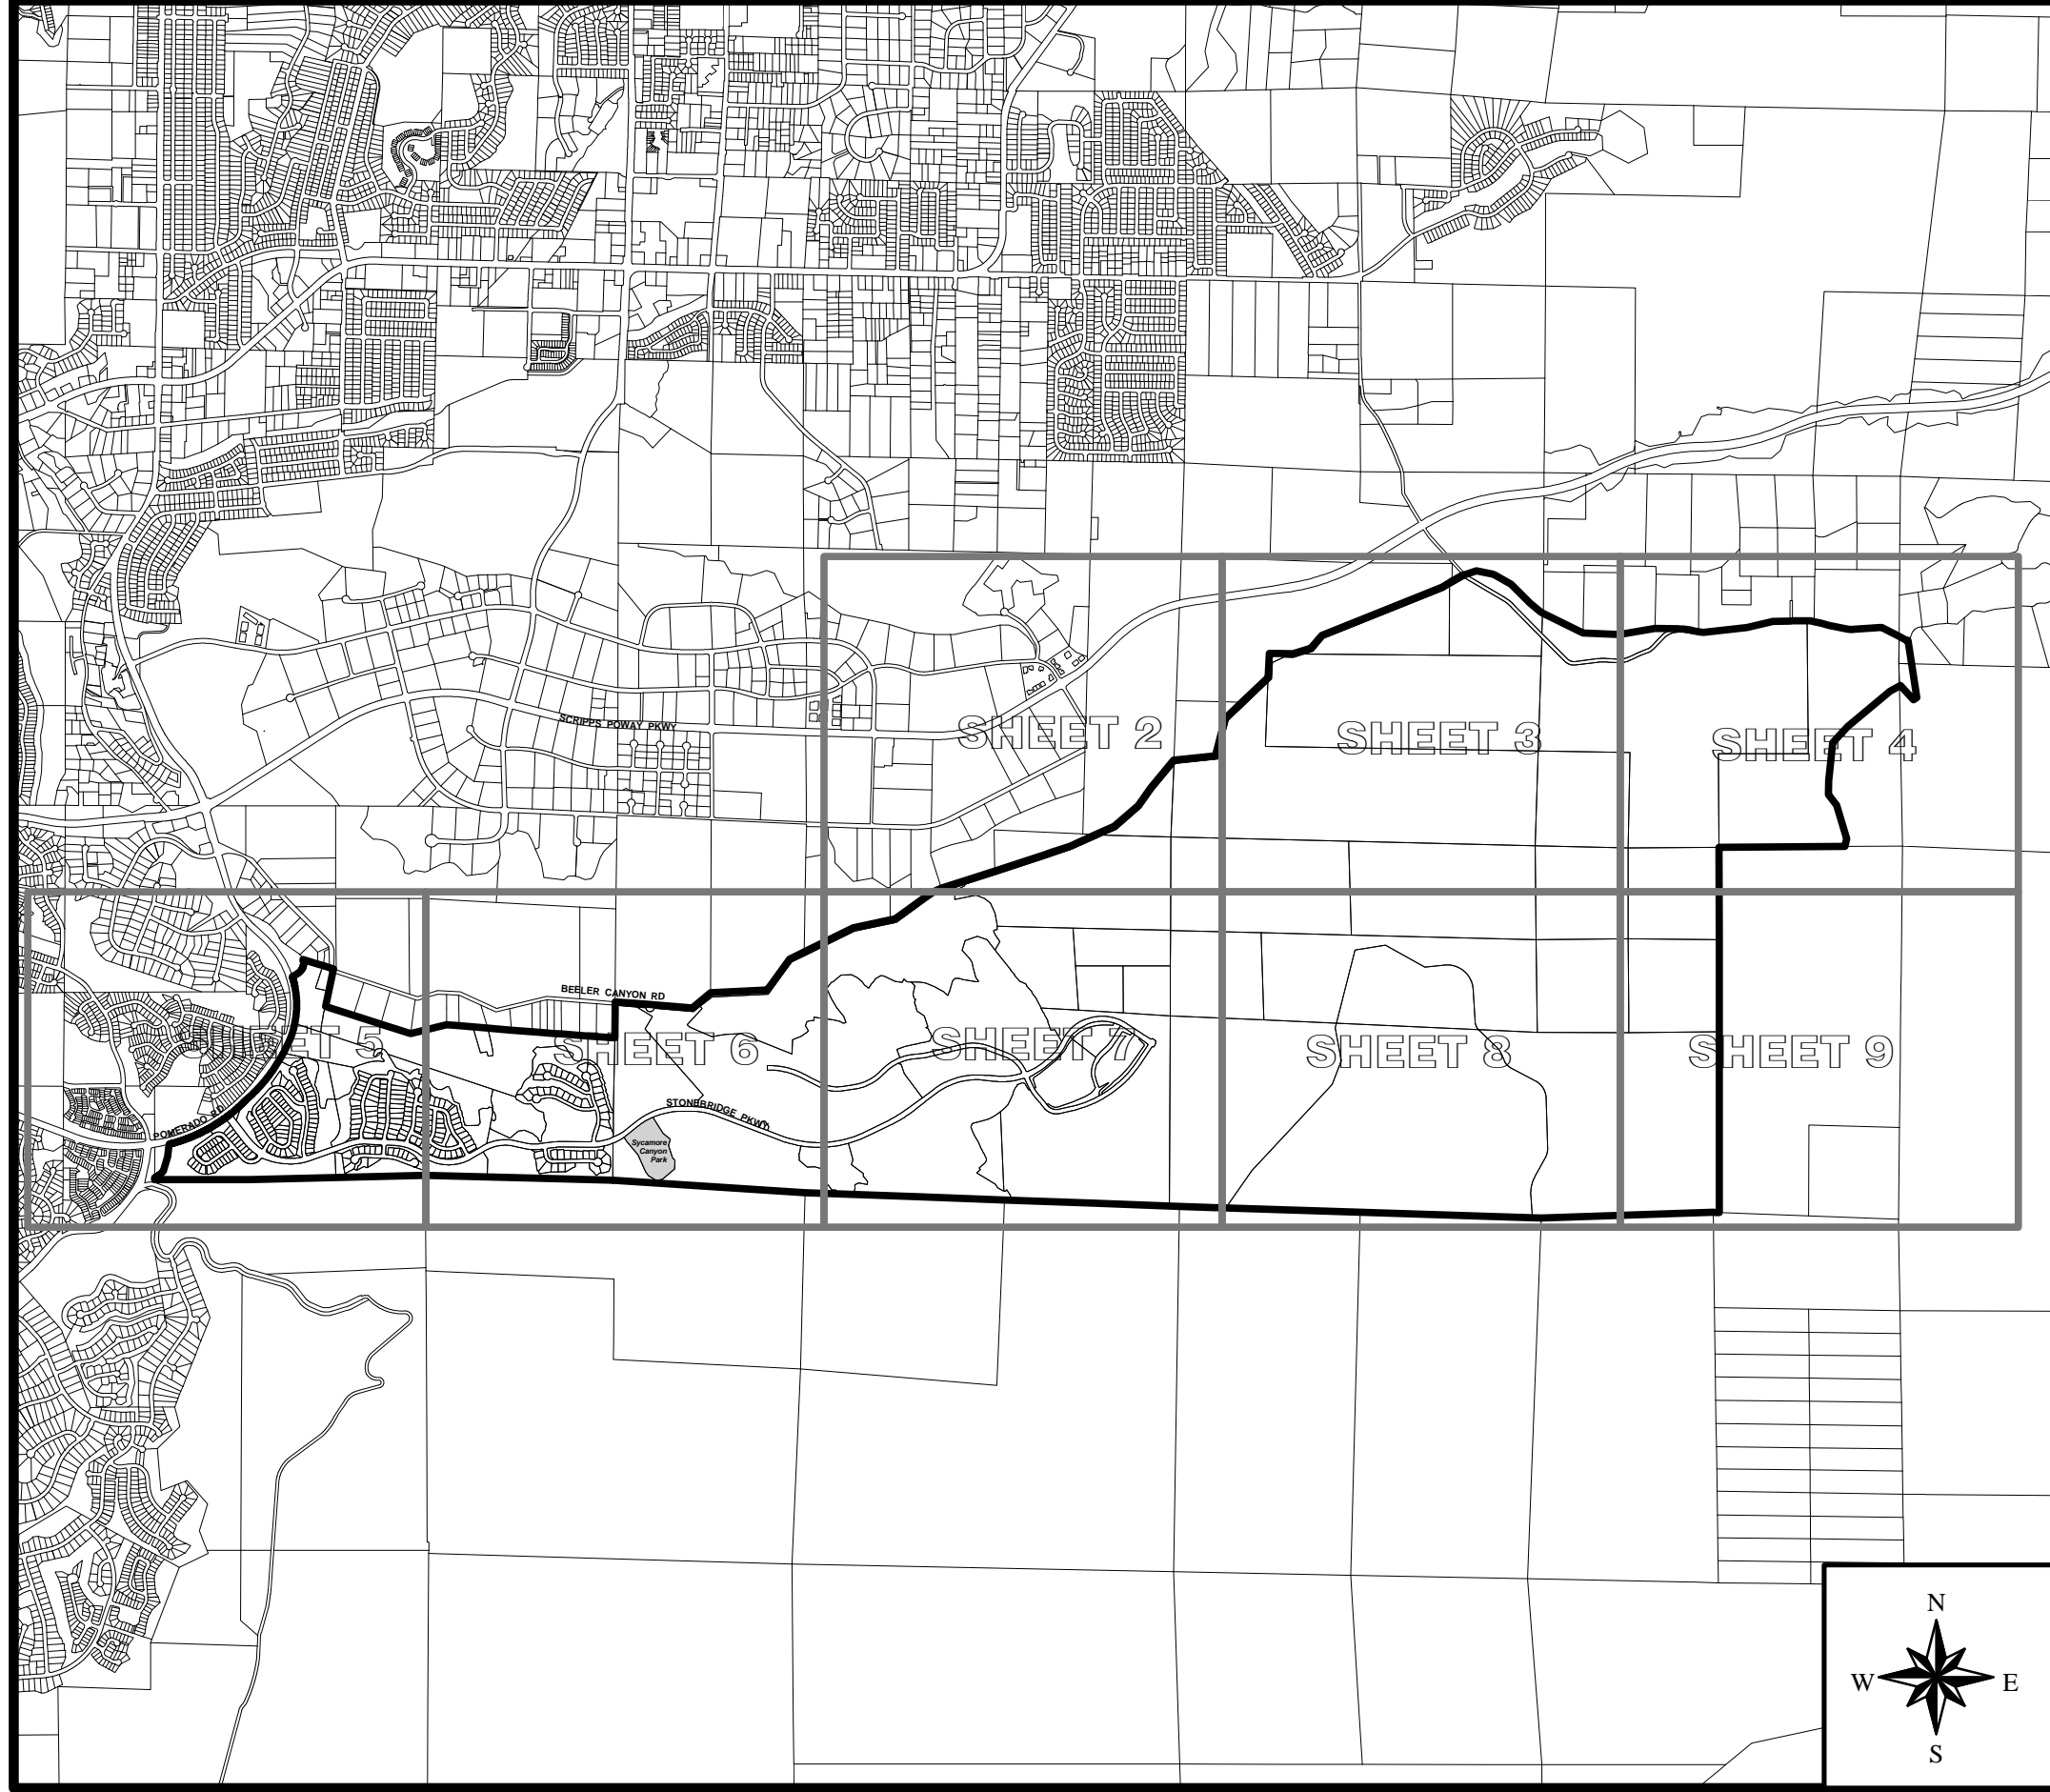 SCRIPPS POWAY PKWY
SHEET 2
SHEET 3
SHEET 4
BEELER CANYON RD
SHEET 5
SHEET 6
SHEET 7
SHEET 8
SHEET 9
POMERADO RD
STONEBRIDGE PKWY
Sycamore
Canyon
Park
N
W
E
S